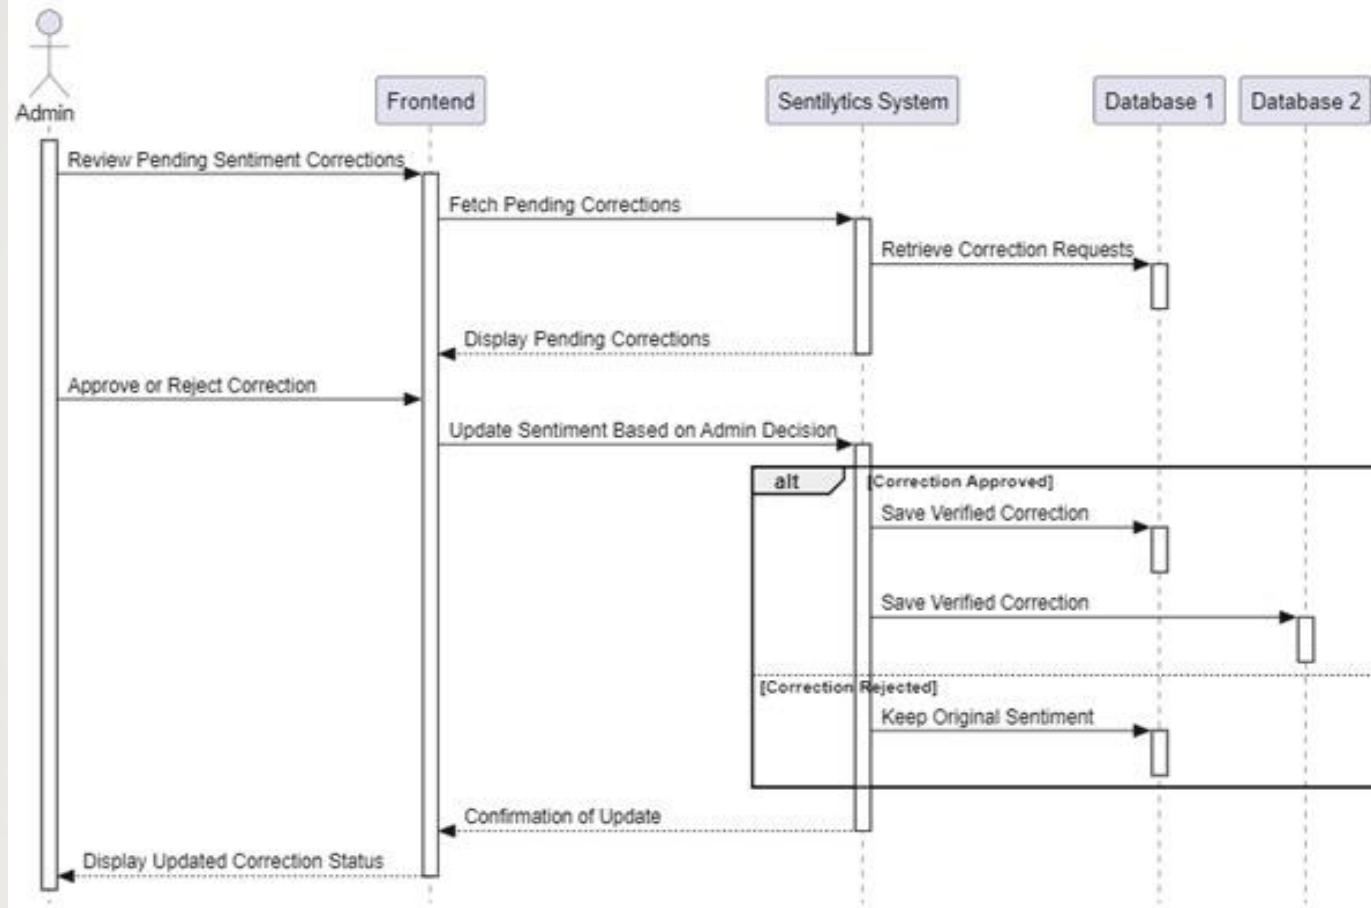 Admin
Frontend
Sentilytics System
Database 1
Database 2
Review Pending Sentiment Corrections
Fetch Pending Corrections
Retrieve Correction Requests
Display Pending Corrections
Approve or Reject Correction
Update Sentiment Based on Admin Decision
alt
[Correction Approved]
Save Verified Correction
Save Verified Correction
[Correction Rejected]
Keep Original Sentiment
Confirmation of Update
Display Updated Correction Status